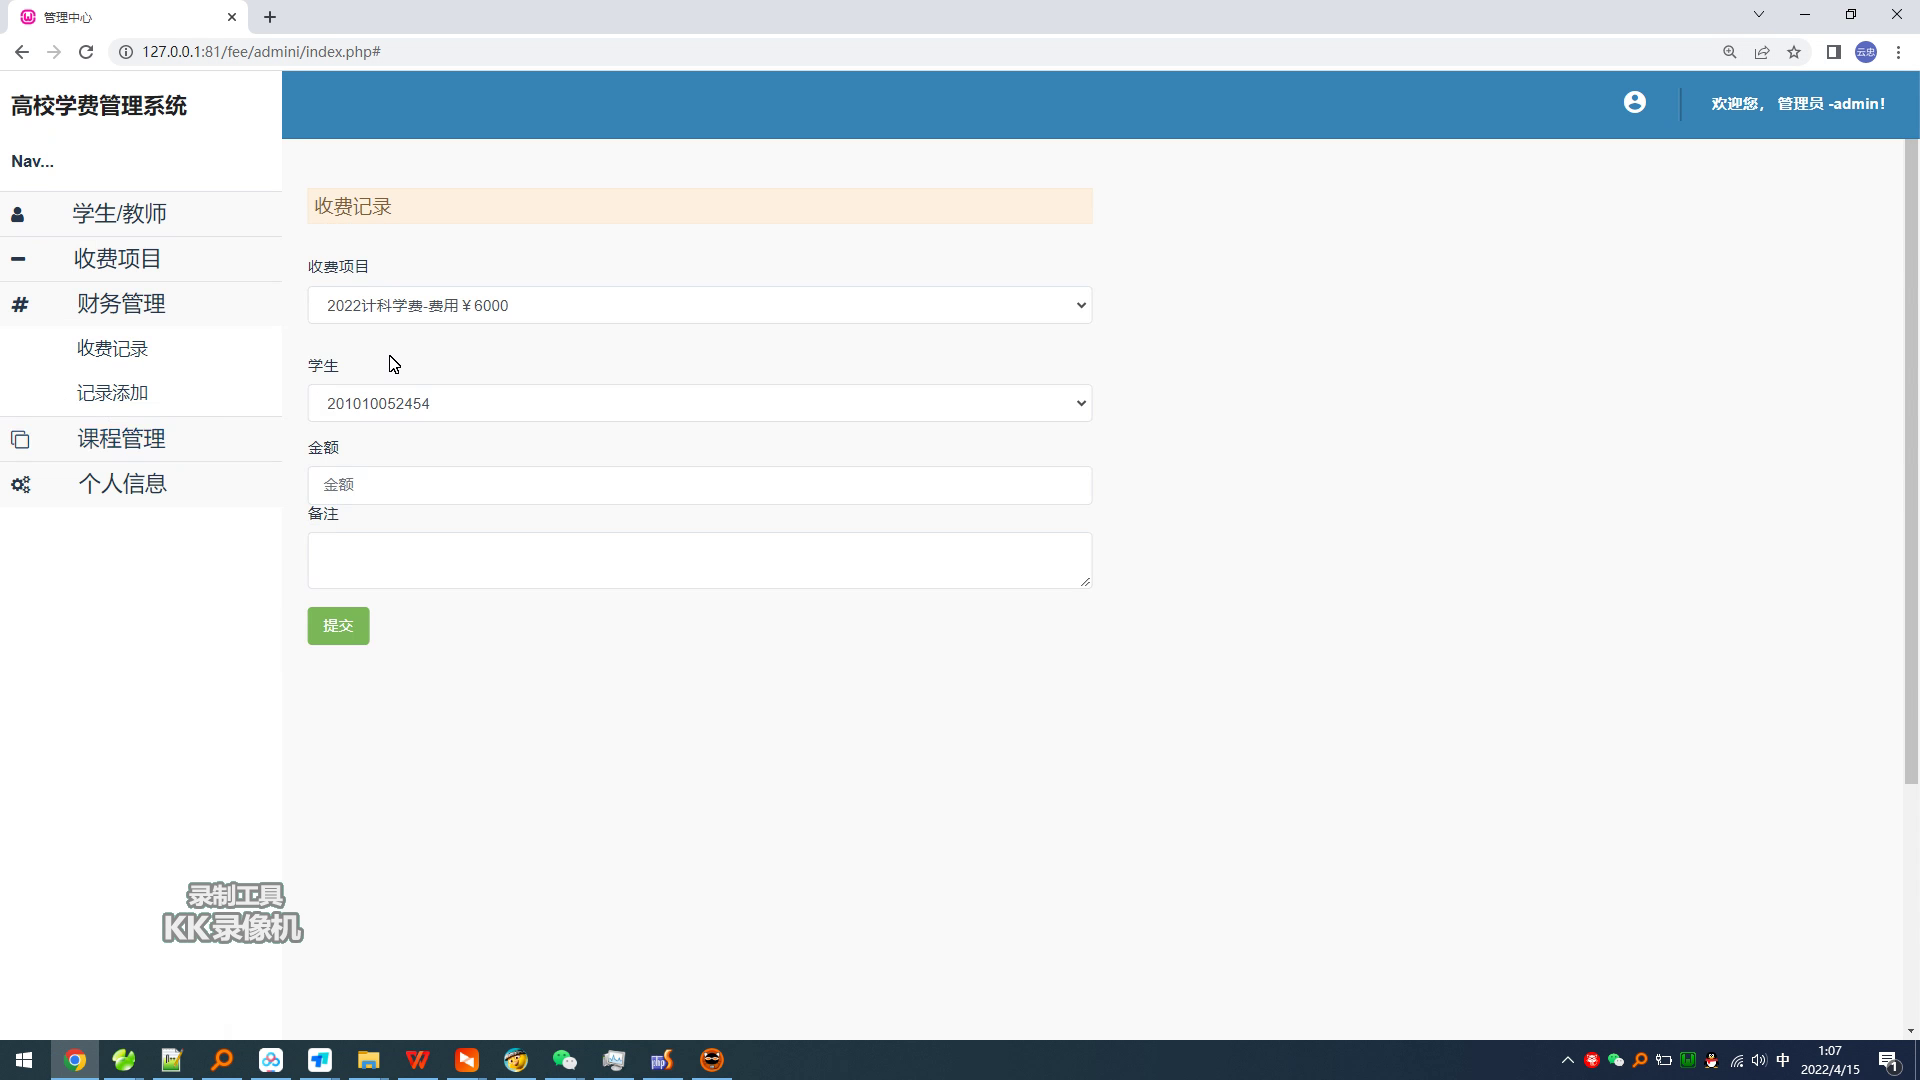 管理中心
127.0.0.1:81/fee/admini/index.php#
云忠
高校学费管理系统
欢迎您， 管理员 -admin!
Nav...
学生/教师
收费项目
财务管理
收费记录
记录添加
课程管理
个人信息
收费记录
收费项目
2022计科学费-费用￥6000
学生
201010052454
金额
金额
备注
提交
录制工具
KK录像机
中
1:07
2022/4/15
1